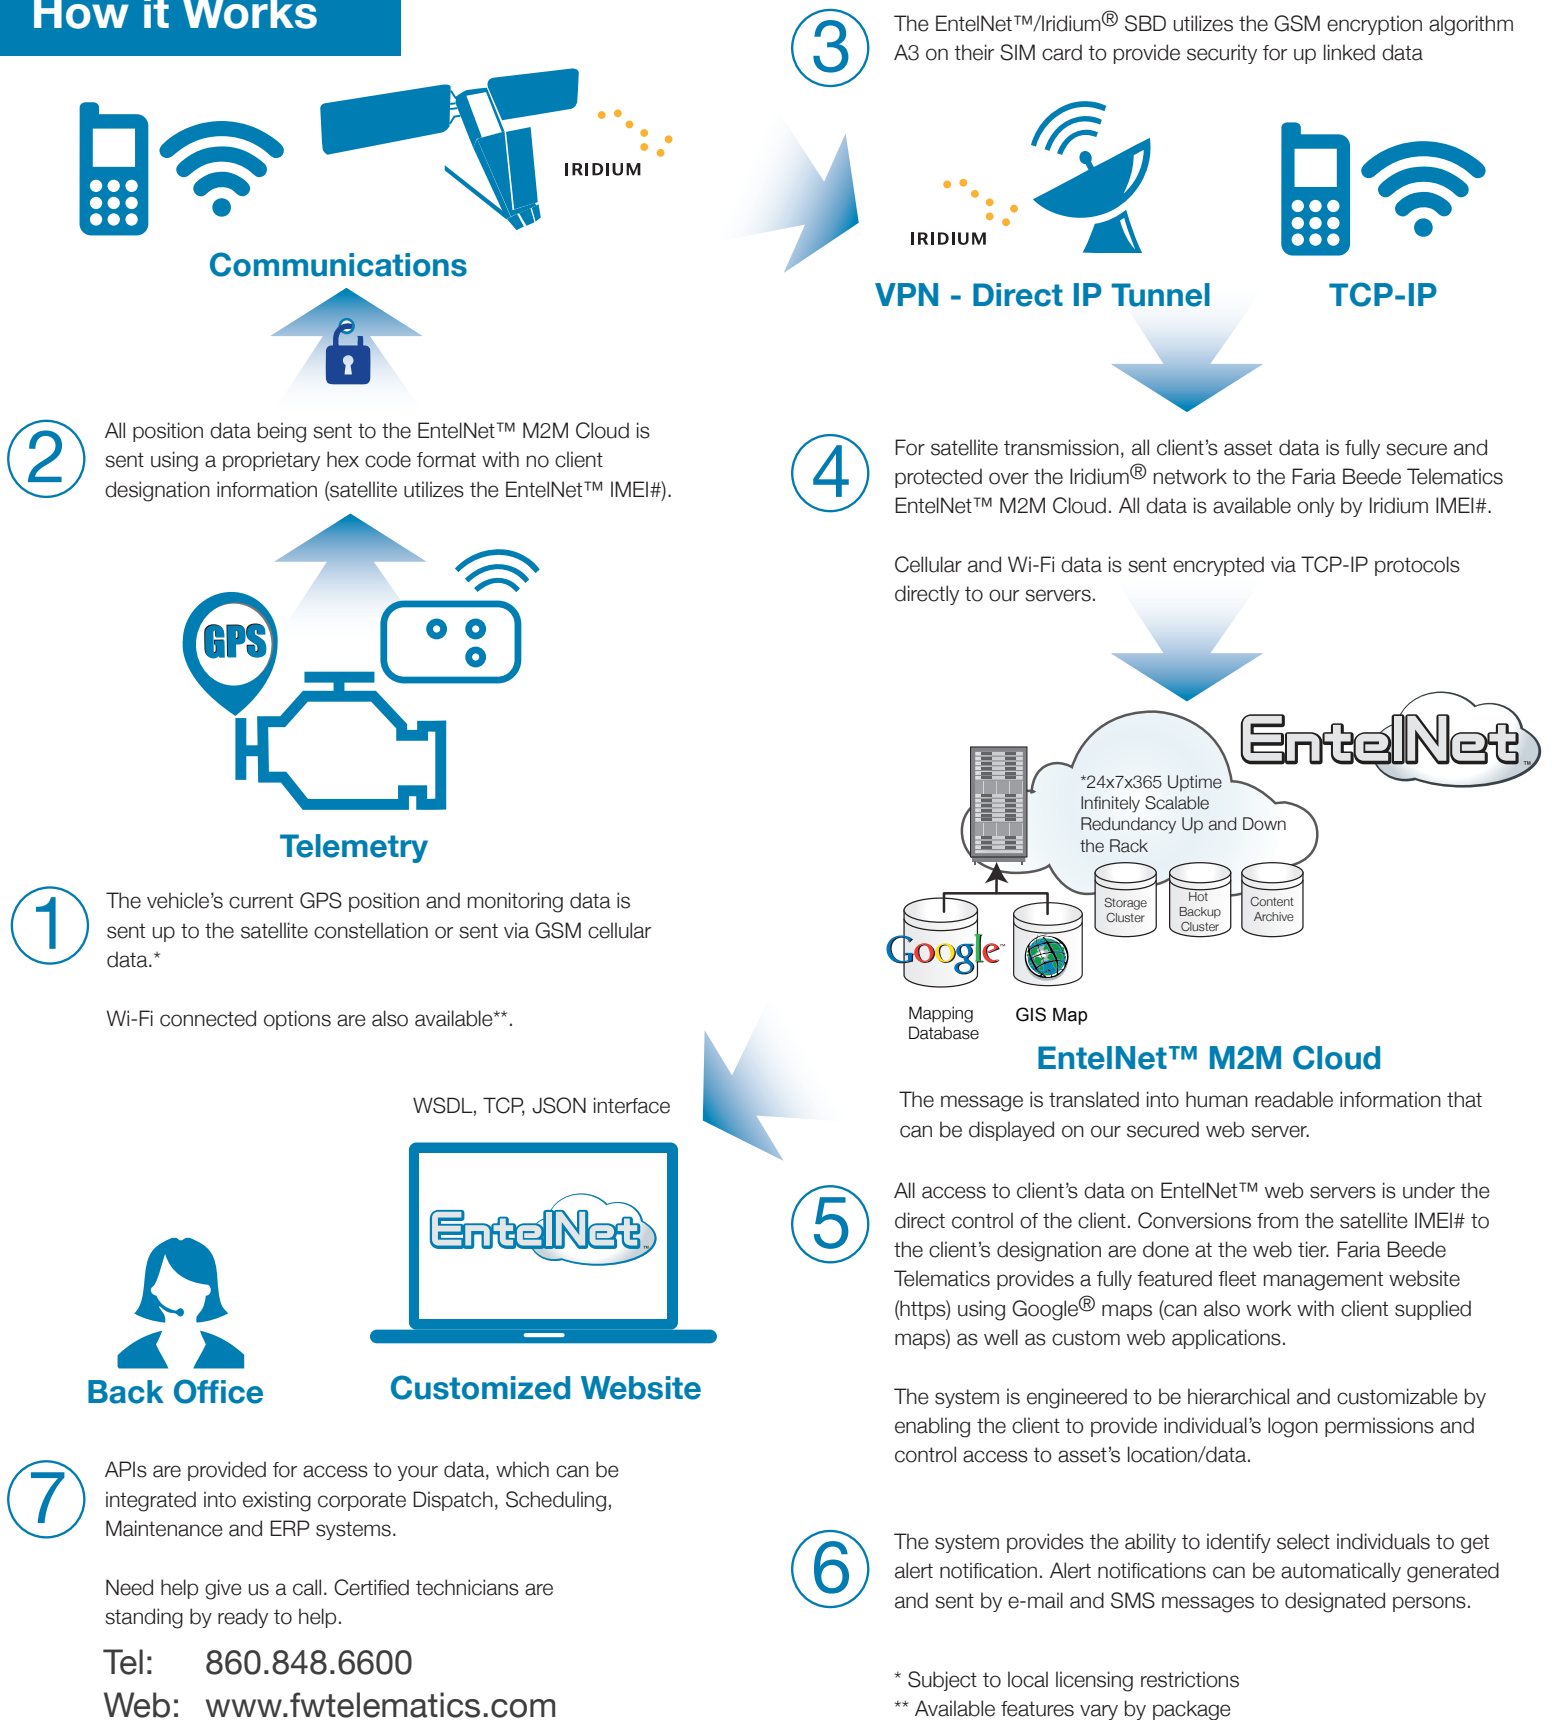 How it Works
IRIDIUM
Communications
2
All position data being sent to the EntelNet™ M2M Cloud is
sent using a proprietary hex code format with no client
designation information (satellite utilizes the EntelNet™ IMEI#).
GPS
Telemetry
1
The vehicle's current GPS position and monitoring data is
sent up to the satellite constellation or sent via GSM cellular
data.*
Wi-Fi connected options are also available**.
3
The EntelNet™/Iridium® SBD utilizes the GSM encryption algorithm
A3 on their SIM card to provide security for up linked data
IRIDIUM
VPN - Direct IP Tunnel
TCP-IP
4
For satellite transmission, all client's asset data is fully secure and
protected over the Iridium® network to the Faria Beede Telematics
EntelNet™ M2M Cloud. All data is available only by Iridium IMEI#.
Cellular and Wi-Fi data is sent encrypted via TCP-IP protocols
directly to our servers.
EntelNet™
*24x7x365 Uptime
Infinitely Scalable
Redundancy Up and Down
the Rack
Storage
Cluster
Hot
Backup
Cluster
Content
Archive
Google™
Mapping
Database
GIS Map
EntelNet™ M2M Cloud
The message is translated into human readable information that
can be displayed on our secured web server.
5
All access to client's data on EntelNet™ web servers is under the
direct control of the client. Conversions from the satellite IMEI# to
the client's designation are done at the web tier. Faria Beede
Telematics provides a fully featured fleet management website
(https) using Google® maps (can also work with client supplied
maps) as well as custom web applications.
The system is engineered to be hierarchical and customizable by
enabling the client to provide individual's logon permissions and
control access to asset's location/data.
6
The system provides the ability to identify select individuals to get
alert notification. Alert notifications can be automatically generated
and sent by e-mail and SMS messages to designated persons.
* Subject to local licensing restrictions
** Available features vary by package
WSDL, TCP, JSON interface
EntelNet™
Back Office
Customized Website
7
APIs are provided for access to your data, which can be
integrated into existing corporate Dispatch, Scheduling,
Maintenance and ERP systems.
Need help give us a call. Certified technicians are
standing by ready to help.
Tel: 860.848.6600
Web: www.fwtelematics.com